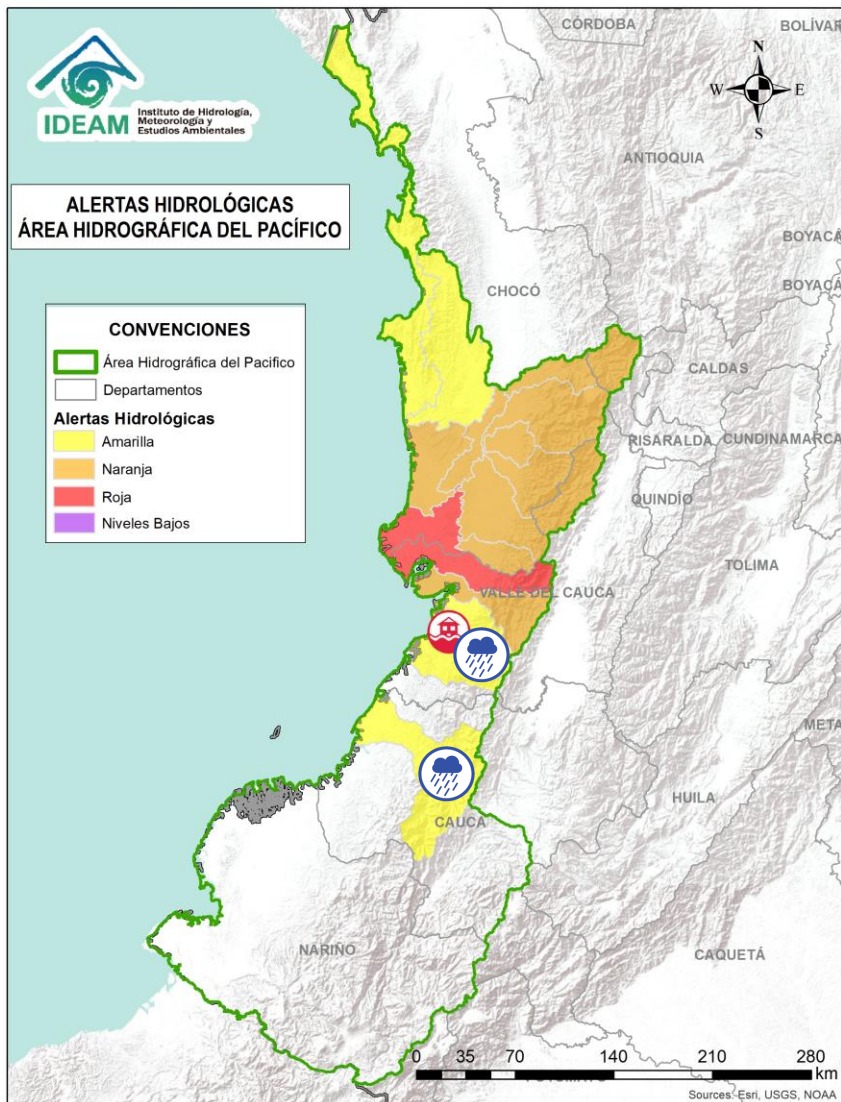 CÓRDOBA
BOLÍVAR
IDEAM
Instituto de Hidrología,
Meteorología y
Estudios Ambientales
N
W
E
S
ANTIOQUIA
ALERTAS HIDROLÓGICAS
ÁREA HIDROGRÁFICA DEL PACÍFICO
BOYACÁ
BOYACÁ
CHOCÓ
CONVENCIONES
Área Hidrográfica del Pacifico
Departamentos
Alertas Hidrológicas
Amarilla
Naranja
Roja
Niveles Bajos
CALDAS
RISARALDA
CUNDINAMARCA
QUINDÍO
TOLIMA
VALLE DEL CAUCA
META
HUILA
CAUCA
NARIÑO
CAQUETÁ
0 35 70 140 210 280
km
Sources: Esri, USGS, NOAA